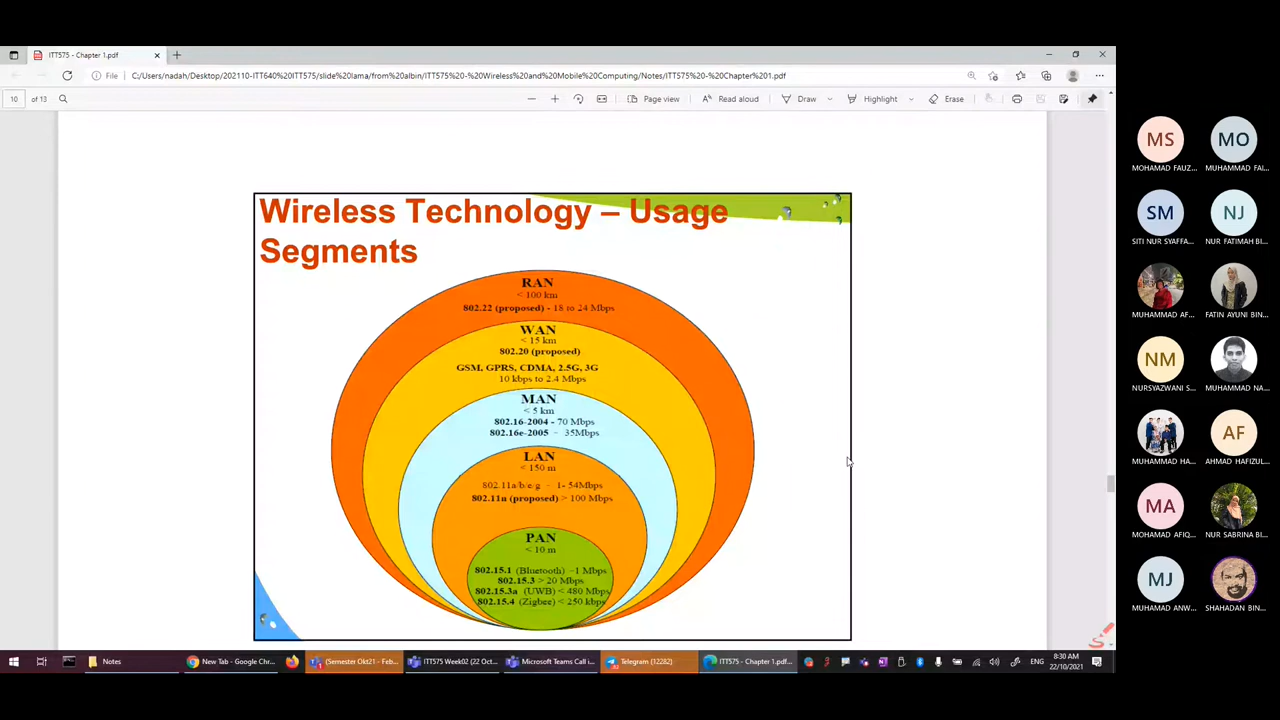 ITT575 - Chapter 1.pdf
File
C:/Users/nadah/Desktop/202110-ITT640%20ITT575/slide%20lama/from%20albin/ITT575%20-%20Wireless%20and%20Mobile%20Computing/Notes/ITT575%20-%20Chapter%201.pdf
10 of 13
Page view
Read aloud
Draw
Highlight
Erase
Wireless Technology – Usage
Segments
RAN
< 100 km
802.22 (proposed) - 18 to 24 Mbps
WAN
< 15 km
802.20 (proposed)
GSM, GPRS, CDMA, 2.5G, 3G
10 kbps to 2.4 Mbps
MAN
< 5 km
802.16-2004 - 70 Mbps
802.16e-2005 - 35Mbps
LAN
< 150 m
802.11a/b/e/g - 1- 54Mbps
802.11n (proposed) > 100 Mbps
PAN
< 10 m
802.15.1 (Bluetooth) -1 Mbps
802.15.3 > 20 Mbps
802.15.3a (UWB) < 480 Mbps
802.15.4 (Zigbee) < 250 kbps
MS MO
MOHAMAD FAUZ... MUHAMMAD FAI...
SM NJ
SITI NUR SYAFFA... NUR FATIMAH BI...
MUHAMMAD AF... FATIN AYUNI BIN...
NM
NURSYAZWANI S... MUHAMMAD NA...
AF
MUHAMMAD HA... AHMAD HAFIZUL...
MA
MOHAMAD AFIQ... NUR SABRINA BI...
MJ
MUHAMAD ANW... SHAHADAN BIN...
Notes
New Tab - Google Chr...
(Semester Okt21 - Feb...
ITT575 Week02 (22 Oct...
Microsoft Teams Call i...
Telegram (12282)
ITT575 - Chapter 1.pdf...
ENG
8:30 AM
22/10/2021